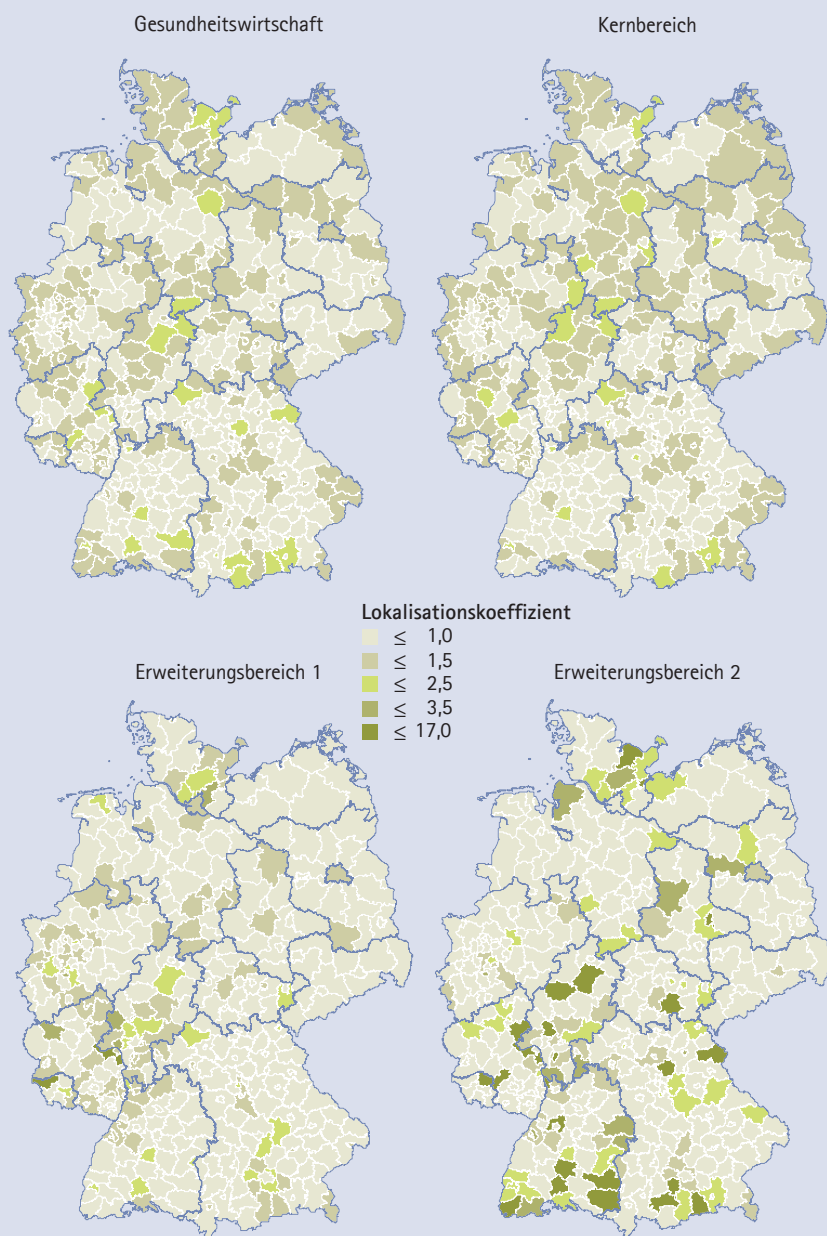 Gesundheitswirtschaft
Kernbereich
Lokalisationskoeffizient
≤ 1,0
≤ 1,5
≤ 2,5
≤ 3,5
≤ 17,0
Erweiterungsbereich 1
Erweiterungsbereich 2